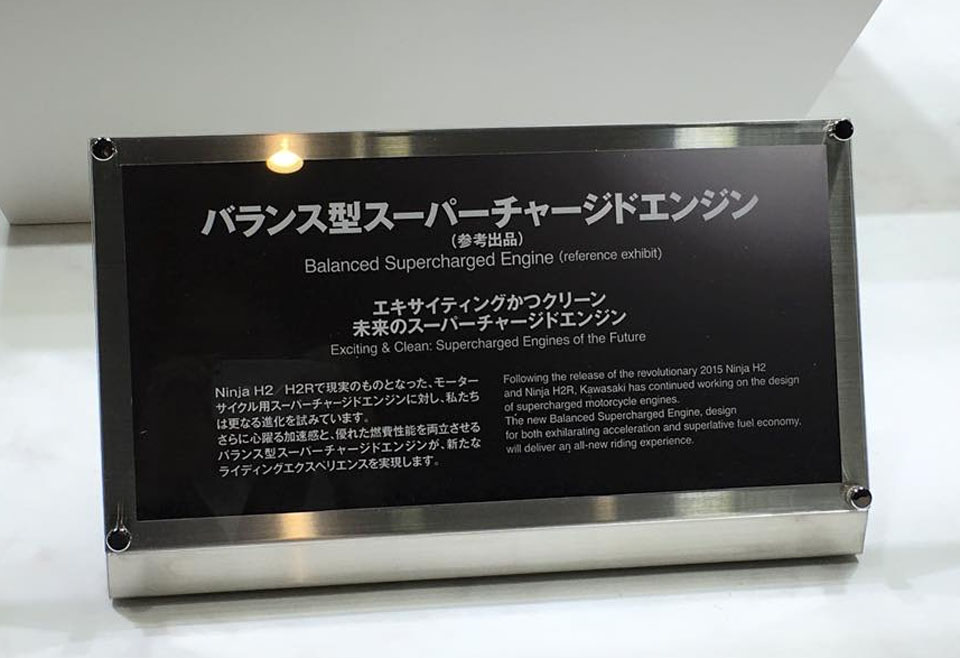 バランス型スーパーチャージドエンジン
(参考出品)
Balanced Supercharged Engine (reference exhibit)
エキサイティングかつクリーン
未来のスーパーチャージドエンジン
Exciting & Clean: Supercharged Engines of the Future
Ninja H2/H2Rで現実のものとなった、モーター
サイクル用スーパーチャージドエンジンに対し、私たち
は更なる進化を試みています。
さらに心躍る加速感と、優れた燃費性能を両立させる
バランス型スーパーチャージドエンジンが、新たな
ライディングエクスペリエンスを実現します。
Following the release of the revolutionary 2015 Ninja H2
and Ninja H2R, Kawasaki has continued working on the design
of supercharged motorcycle engines.
The new Balanced Supercharged Engine, design
for both exhilarating acceleration and superlative fuel economy,
will deliver an all-new riding experience.